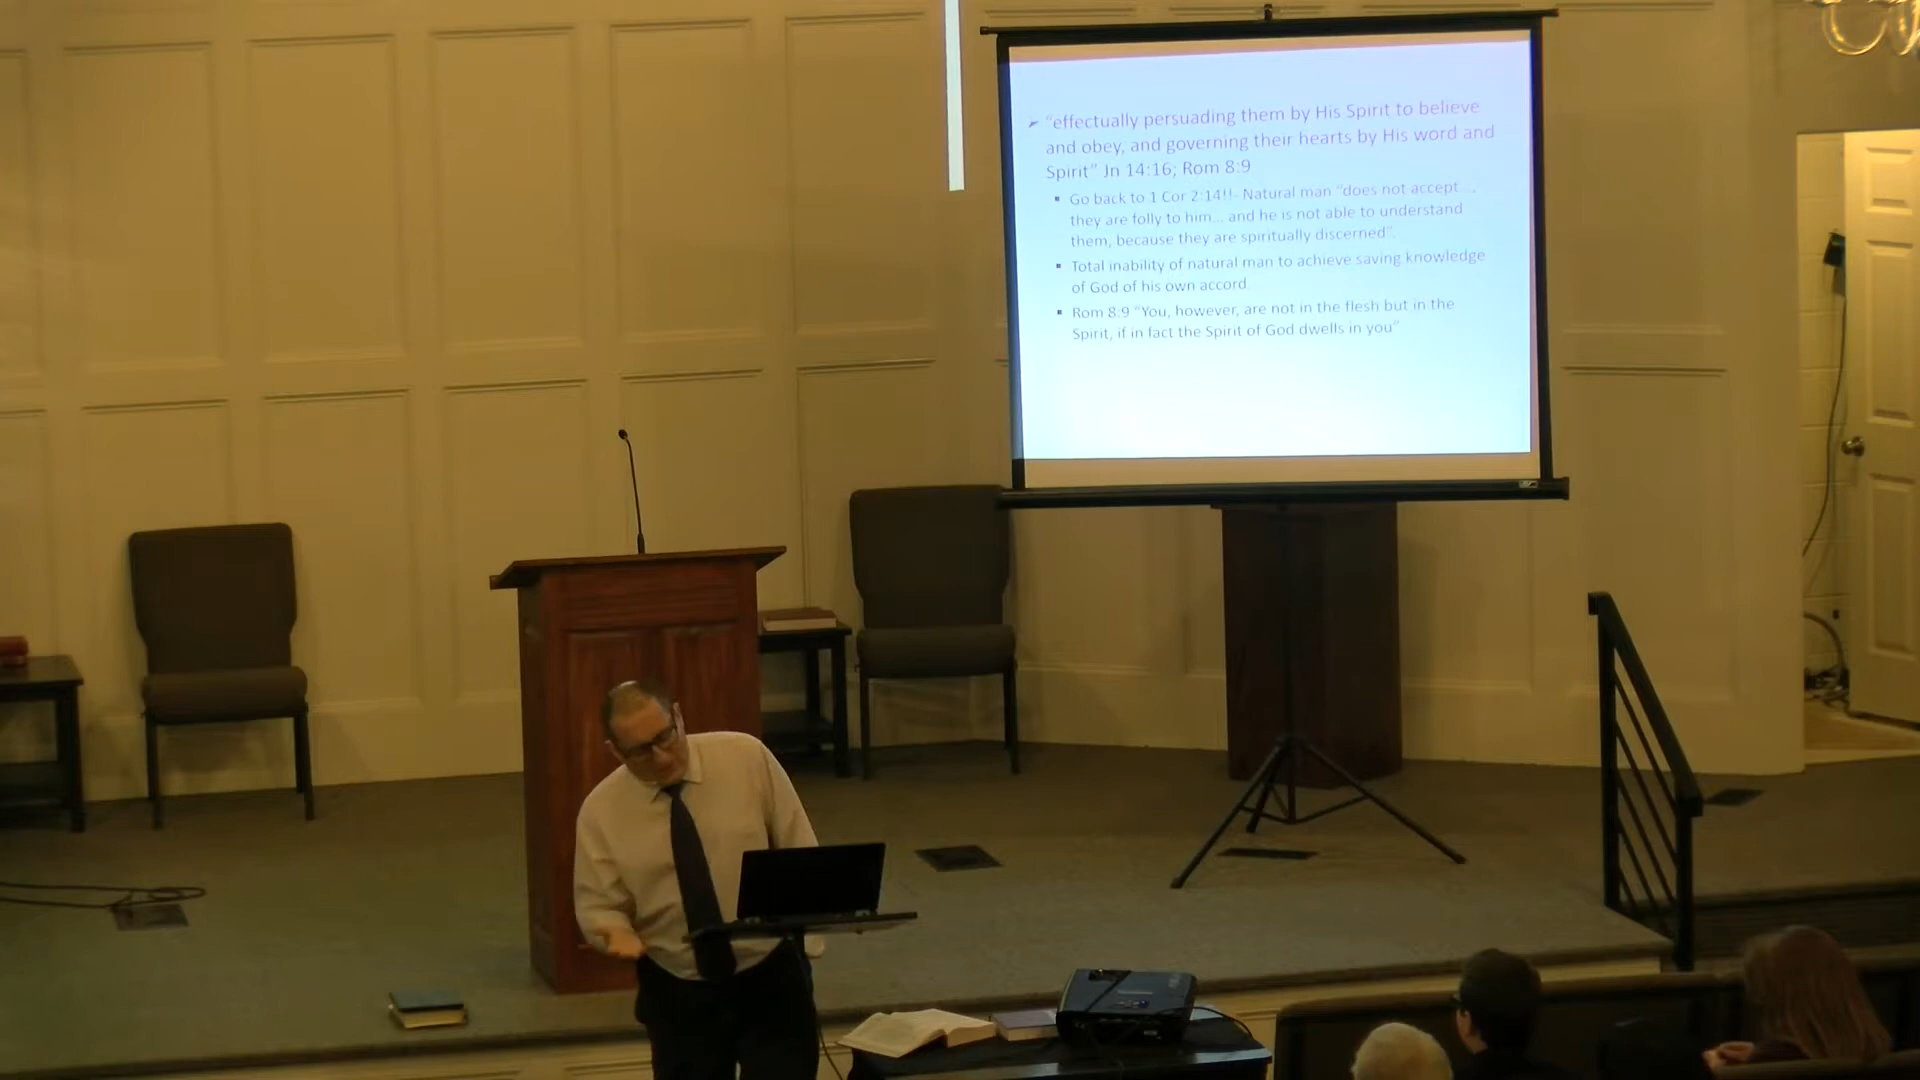 "effectually persuading them by His Spirit to believe
and obey, and governing their hearts by His word and
Spirit" Jn 14:16; Rom 8:9
Go back to 1 Cor 2:14!!- Natural man "does not accept...,
they are folly to him... and he is not able to understand
them, because they are spiritually discerned".
Total inability of natural man to achieve saving knowledge
of God of his own accord.
Rom 8:9 "You, however, are not in the flesh but in the
Spirit, if in fact the Spirit of God dwells in you"